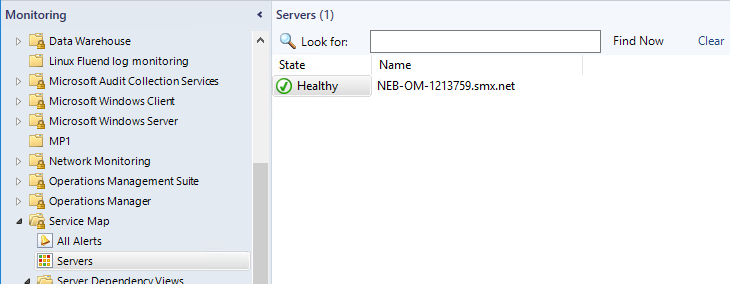 Monitoring
Data Warehouse
Linux Fluend log monitoring
Microsoft Audit Collection Services
Microsoft Windows Client
Microsoft Windows Server
MP1
Network Monitoring
Operations Management Suite
Operations Manager
Service Map
All Alerts
Servers
Server Dependency Views
Servers (1)
Look for: Find Now Clear
State Name
Healthy NEB-OM-1213759.smx.net